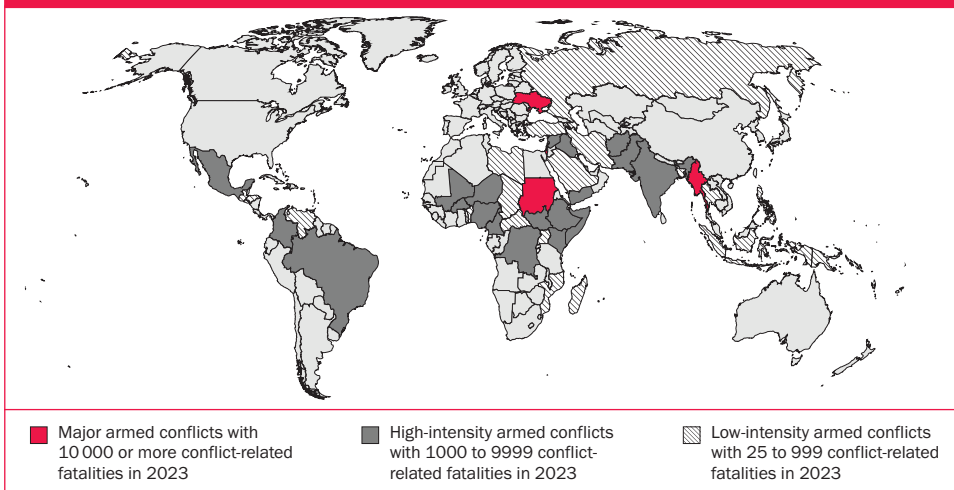 Major armed conflicts with
10 000 or more conflict-related
fatalities in 2023
High-intensity armed conflicts
with 1000 to 9999 conflict-
related fatalities in 2023
Low-intensity armed conflicts
with 25 to 999 conflict-related
fatalities in 2023